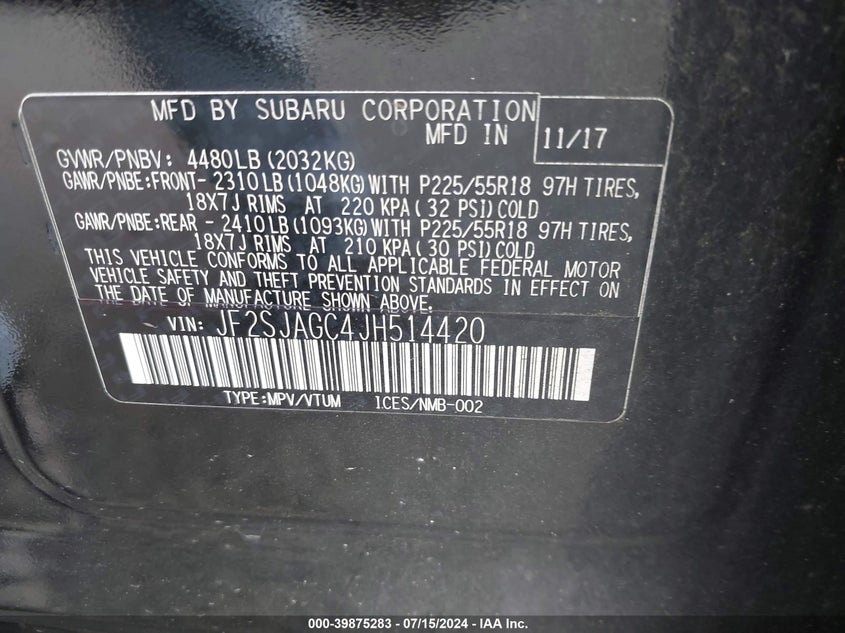 MFD BY SUBARU CORPORATION
MFD IN 11/17
GVWR/PNBV: 4480LB (2032KG)
GAWR/PNBE:FRONT- 2310LB (1048KG) WITH P225/55R18 97H TIRES,
18X7J RIMS AT 220 KPA (32 PSI) COLD
GAWR/PNBE:REAR - 2410LB (1093KG) WITH P225/55R18 97H TIRES,
18X7J RIMS AT 210 KPA (30 PSI) COLD
THIS VEHICLE CONFORMS TO ALL APPLICABLE FEDERAL MOTOR
VEHICLE SAFETY AND THEFT PREVENTION STANDARDS IN EFFECT ON
THE DATE OF MANUFACTURE SHOWN ABOVE.
VIN: JF2SJAGC4JH514420
TYPE:MPV/VTUM ICES/NMB-002
000-39875283 - 07/15/2024 - IAA Inc.